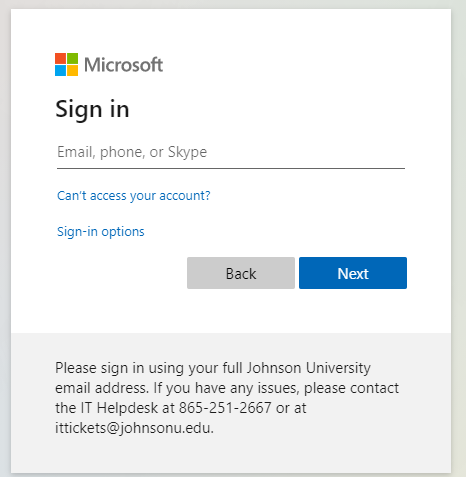 Microsoft
Sign in
Email, phone, or Skype
Can't access your account?
Sign-in options
Back
Next
Please sign in using your full Johnson University
email address. If you have any issues, please contact
the IT Helpdesk at 865-251-2667 or at
ittickets@johnsonu.edu.